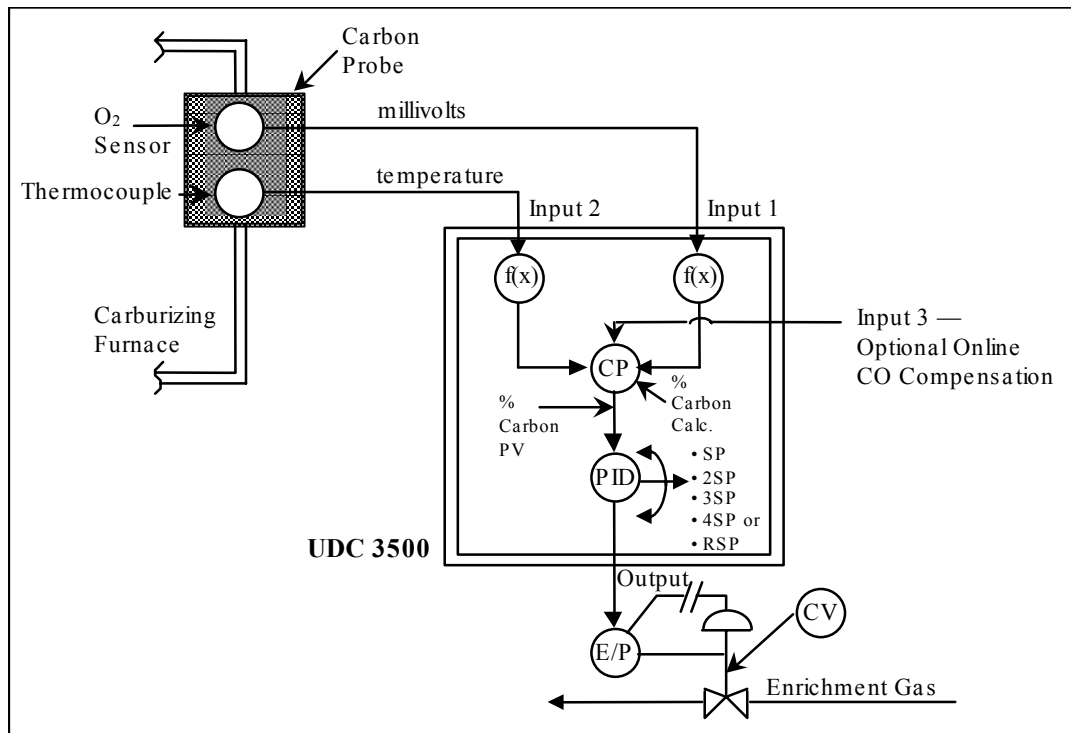 Carbon
Probe
O₂
Sensor
millivolts
Thermocouple
temperature
Input 2
Input 1
f(x)
f(x)
Carburizing
Furnace
Input 3 —
Optional Online
CO Compensation
CP
%
Carbon
PV
%
Carbon
Calc.
PID
• SP
• 2SP
• 3SP
• 4SP or
• RSP
UDC 3500
Output
CV
E/P
Enrichment Gas